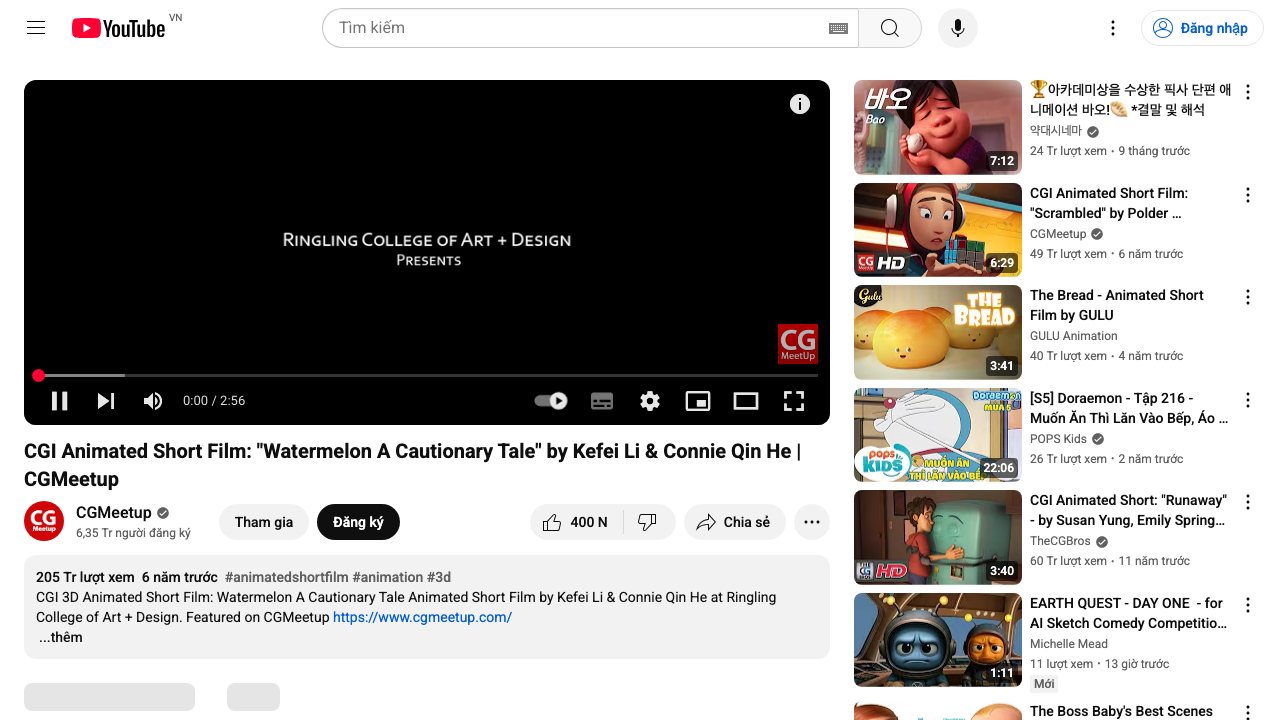 YouTube VN
Tìm kiếm
Đăng nhập
RINGLING COLLEGE OF ART + DESIGN
PRESENTS
CG
MeetUp
0:00 / 2:56
CGI Animated Short Film: "Watermelon A Cautionary Tale" by Kefei Li & Connie Qin He |
CGMeetup
CG
Meetup
CGMeetup
6,35 Tr người đăng ký
Tham gia
Đăng ký
400 N
Chia sẻ
205 Tr lượt xem 6 năm trước #animatedshortfilm #animation #3d
CGI 3D Animated Short Film: Watermelon A Cautionary Tale Animated Short Film by Kefei Li & Connie Qin He at Ringling
College of Art + Design. Featured on CGMeetup https://www.cgmeetup.com/
...thêm
바오
Bao
7:12
🏆아카데미상을 수상한 픽사 단편 애
니메이션 바오!🥟 *결말 및 해석
약대시네마
24 Tr lượt xem • 9 tháng trước
CG
MeetUp
HD
6:29
CGI Animated Short Film:
"Scrambled" by Polder ...
CGMeetup
49 Tr lượt xem • 6 năm trước
Gulu
THE
BREAD
3:41
The Bread - Animated Short
Film by GULU
GULU Animation
40 Tr lượt xem • 4 năm trước
Doraemon
MÙA 5
POPS
KIDS
MUỐN ĂN
THÌ LĂN VÀO BẾP
22:06
[S5] Doraemon - Tập 216 -
Muốn Ăn Thì Lăn Vào Bếp, Áo ...
POPS Kids
26 Tr lượt xem • 2 năm trước
THE CG BROS
HD
3:40
CGI Animated Short: "Runaway"
- by Susan Yung, Emily Spring...
TheCGBros
60 Tr lượt xem • 11 năm trước
1:11
EARTH QUEST - DAY ONE - for
AI Sketch Comedy Competitio...
Michelle Mead
11 lượt xem • 13 giờ trước
Mới
The Boss Baby's Best Scenes